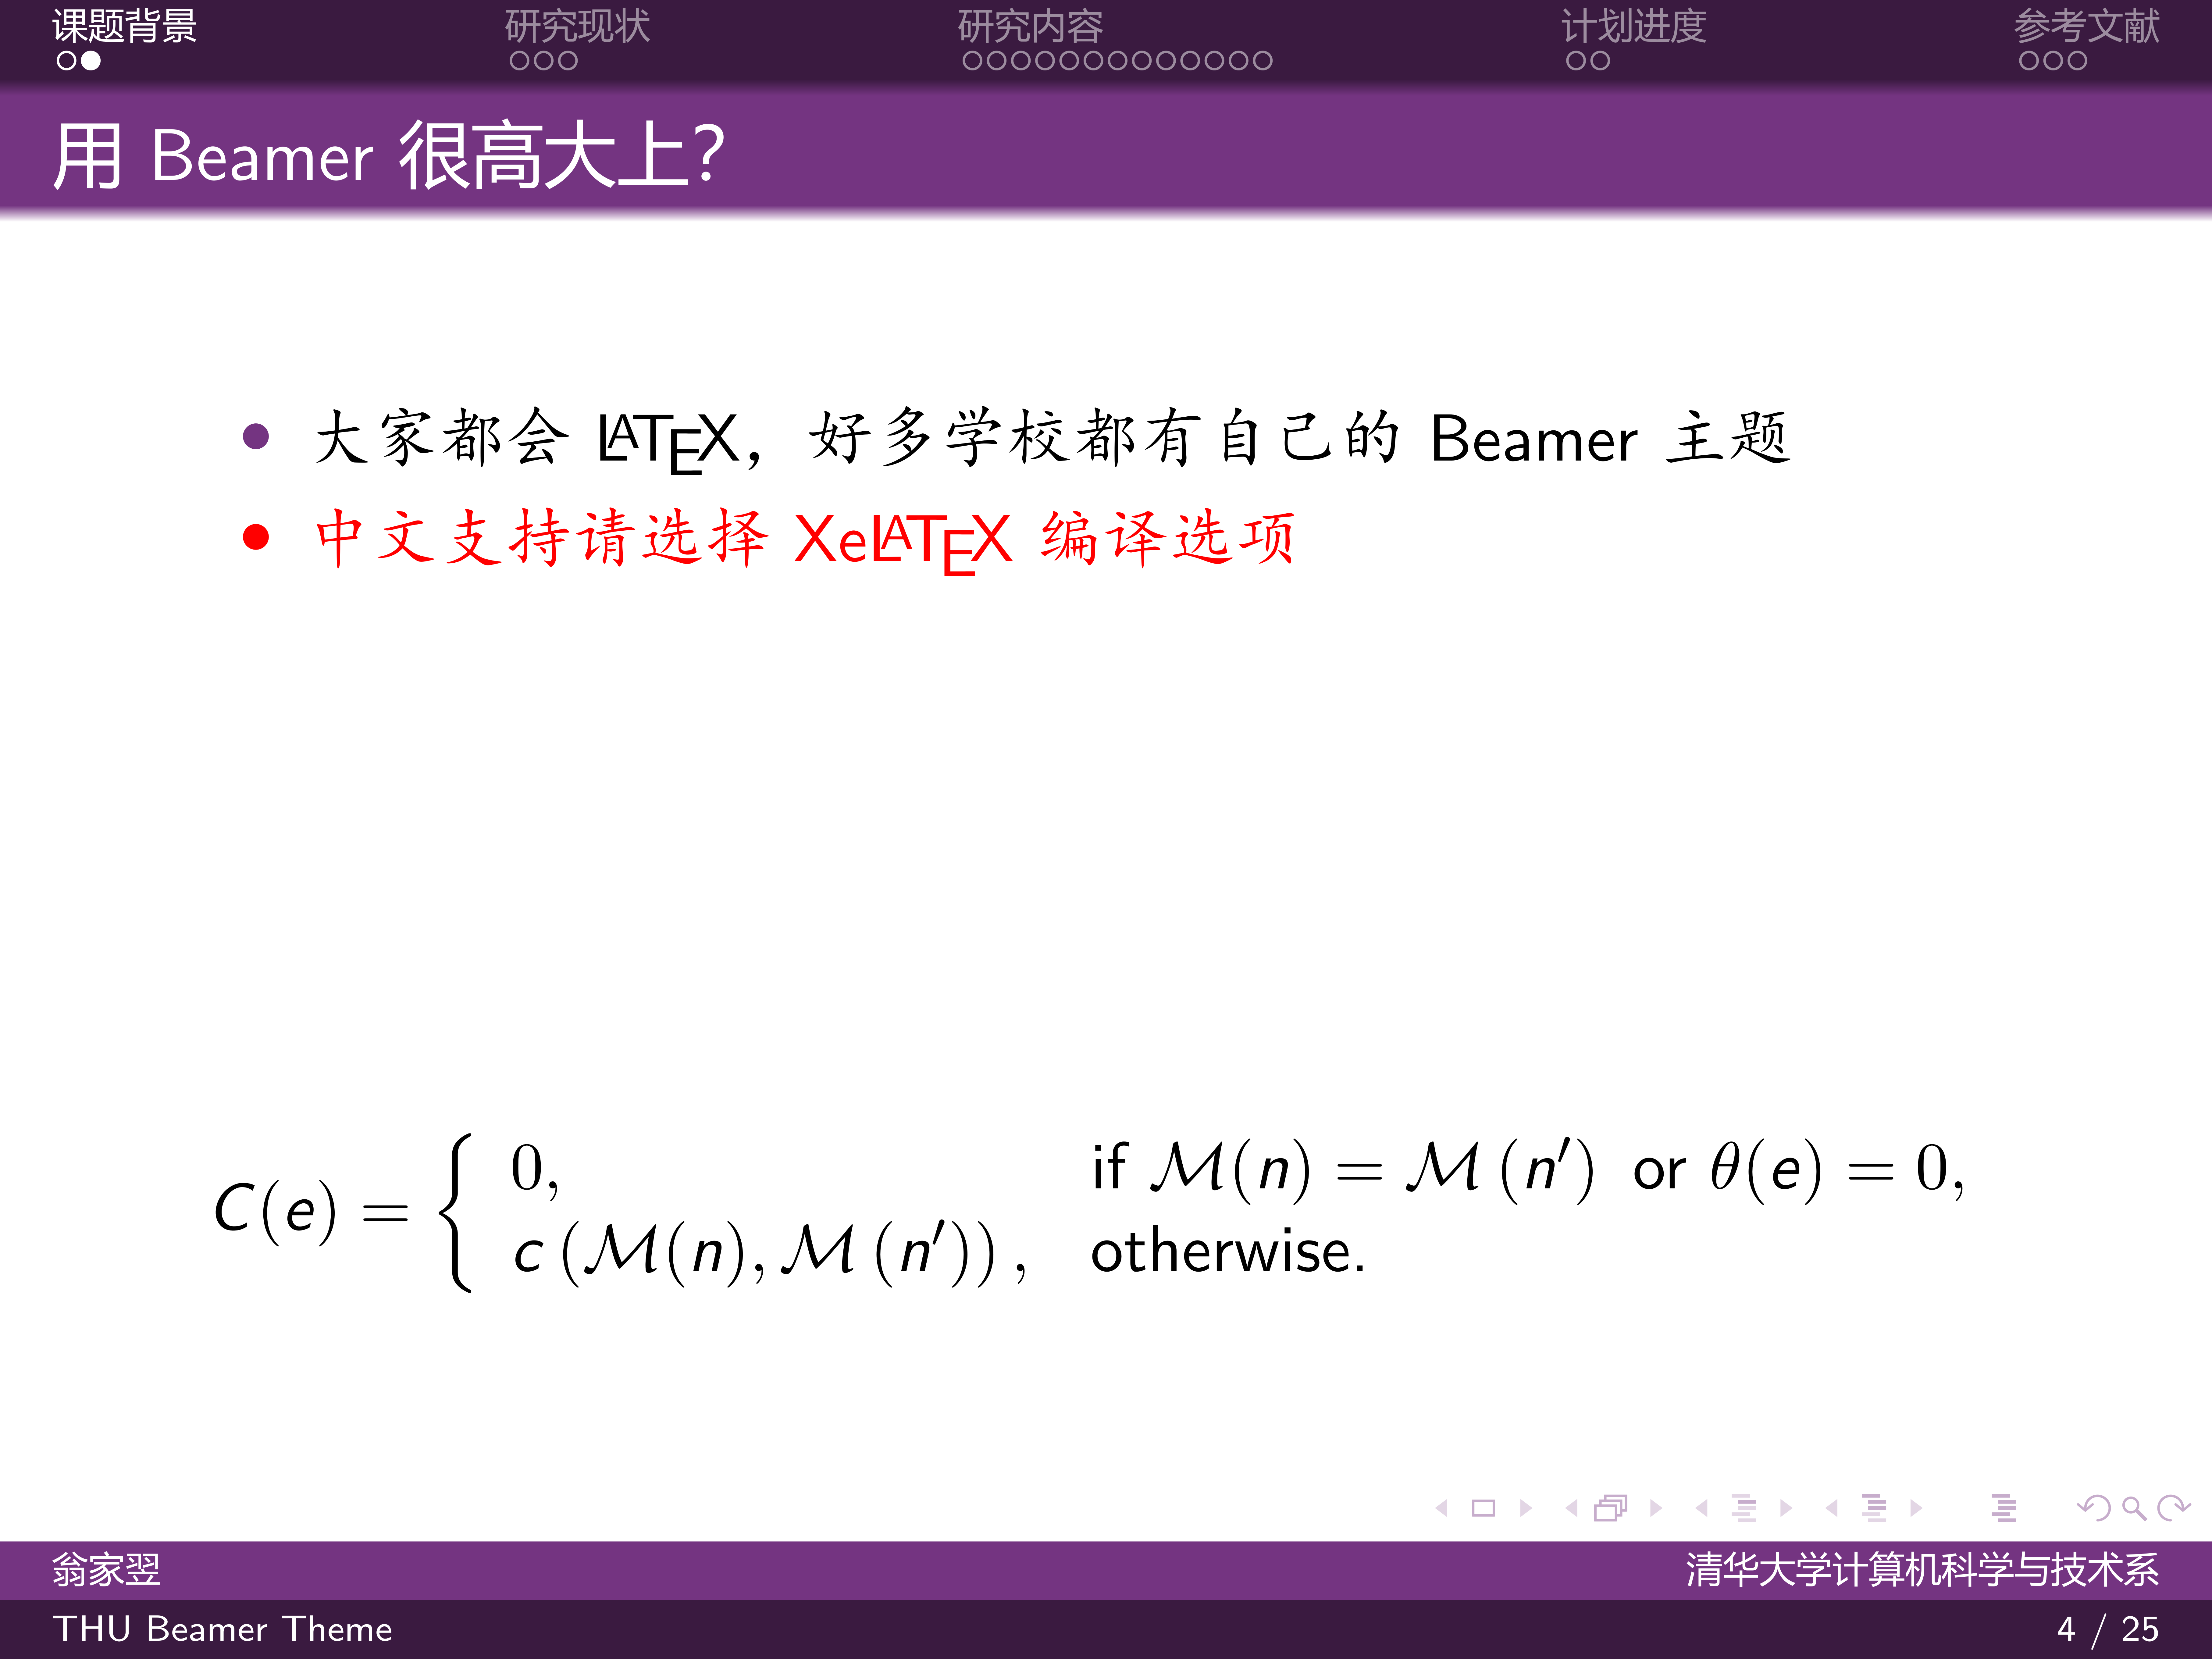 课题背景 研究现状 研究内容 计划进度 参考文献
用 Beamer 很高大上？
• 大家都会 LATEX，好多学校都有自己的 Beamer 主题
• 中文支持请选择 XeLATEX 编译选项
C(e) = { 0, if ℳ(n) = ℳ(n′) or θ(e) = 0,
c(ℳ(n), ℳ(n′)), otherwise.
翁家翌 清华大学计算机科学与技术系
THU Beamer Theme 4 / 25